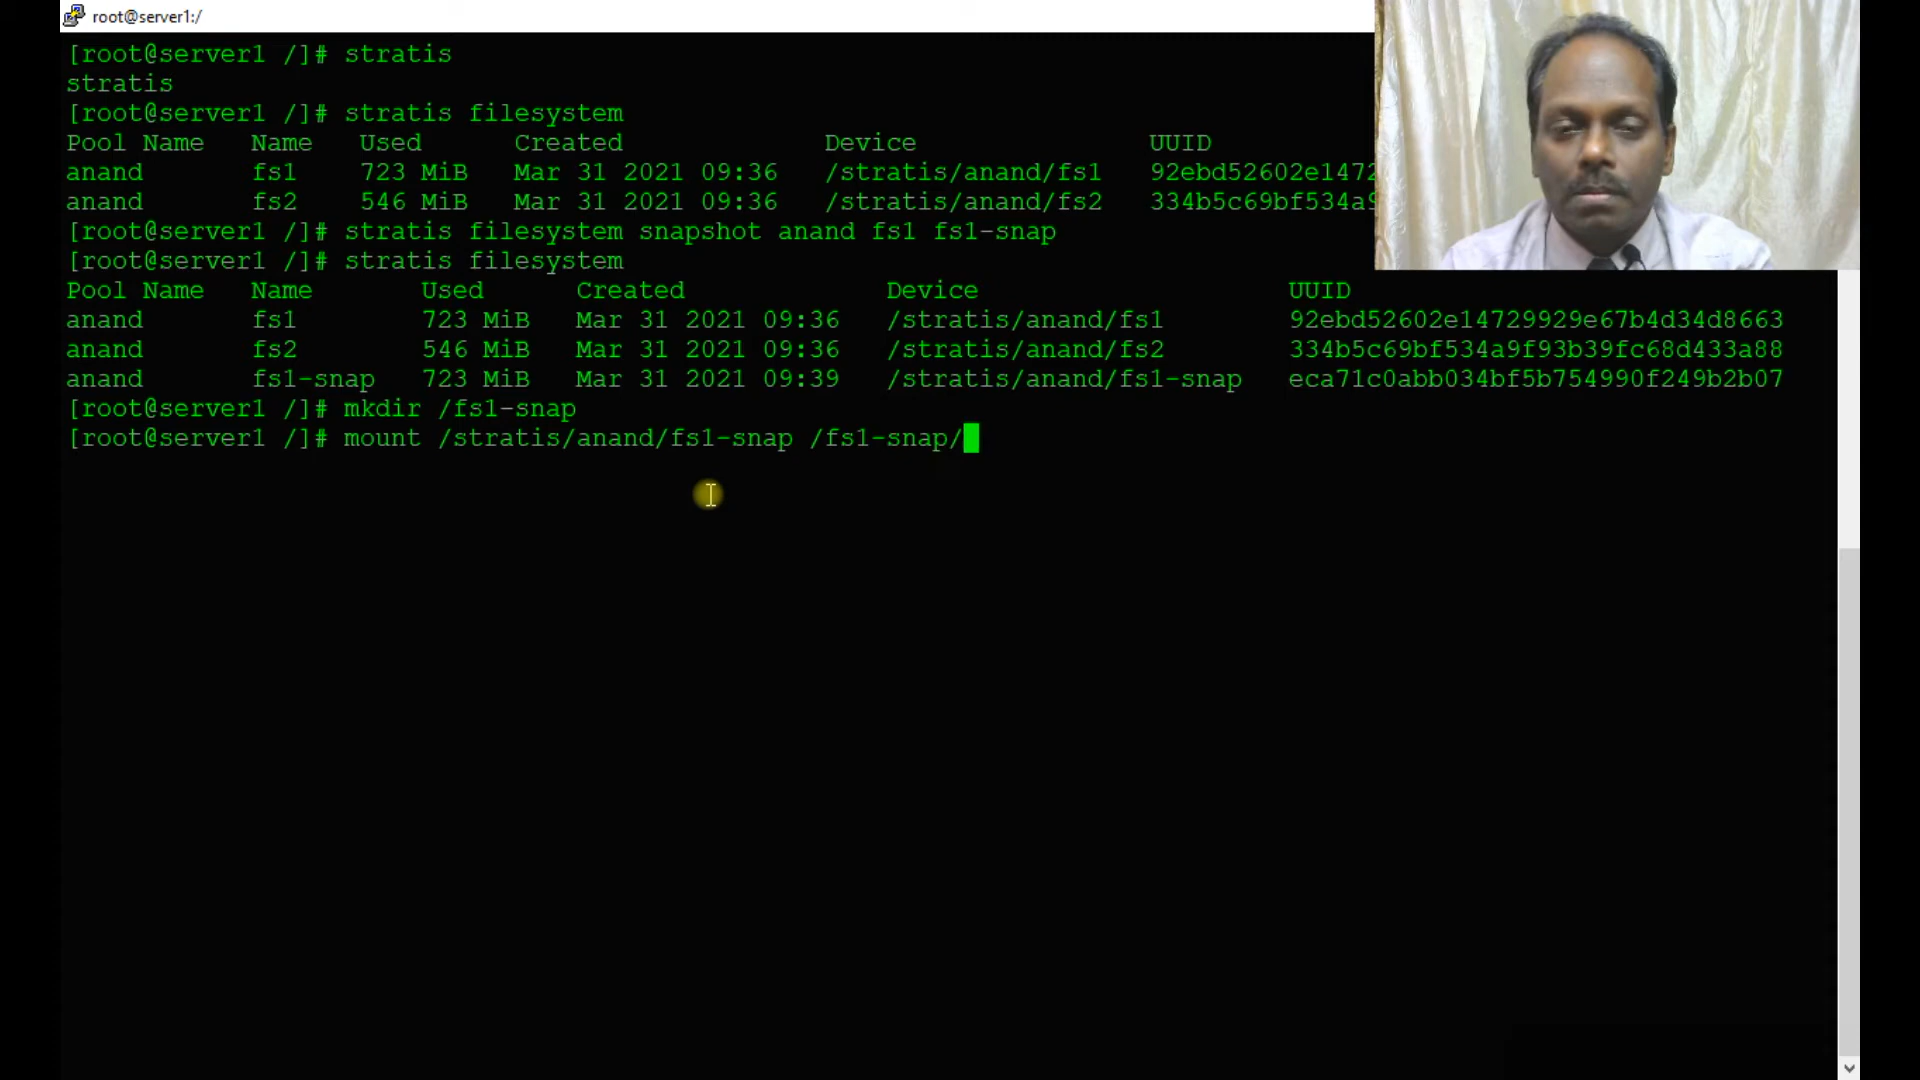 root@server1:/
[root@server1 /]# stratis
stratis
[root@server1 /]# stratis filesystem
Pool Name Name Used Created Device UUID
anand fs1 723 MiB Mar 31 2021 09:36 /stratis/anand/fs1 92ebd52602e1472
anand fs2 546 MiB Mar 31 2021 09:36 /stratis/anand/fs2 334b5c69bf534a9
[root@server1 /]# stratis filesystem snapshot anand fs1 fs1-snap
[root@server1 /]# stratis filesystem
Pool Name Name Used Created Device UUID
anand fs1 723 MiB Mar 31 2021 09:36 /stratis/anand/fs1 92ebd52602e14729929e67b4d34d8663
anand fs2 546 MiB Mar 31 2021 09:36 /stratis/anand/fs2 334b5c69bf534a9f93b39fc68d433a88
anand fs1-snap 723 MiB Mar 31 2021 09:39 /stratis/anand/fs1-snap eca71c0abb034bf5b754990f249b2b07
[root@server1 /]# mkdir /fs1-snap
[root@server1 /]# mount /stratis/anand/fs1-snap /fs1-snap/